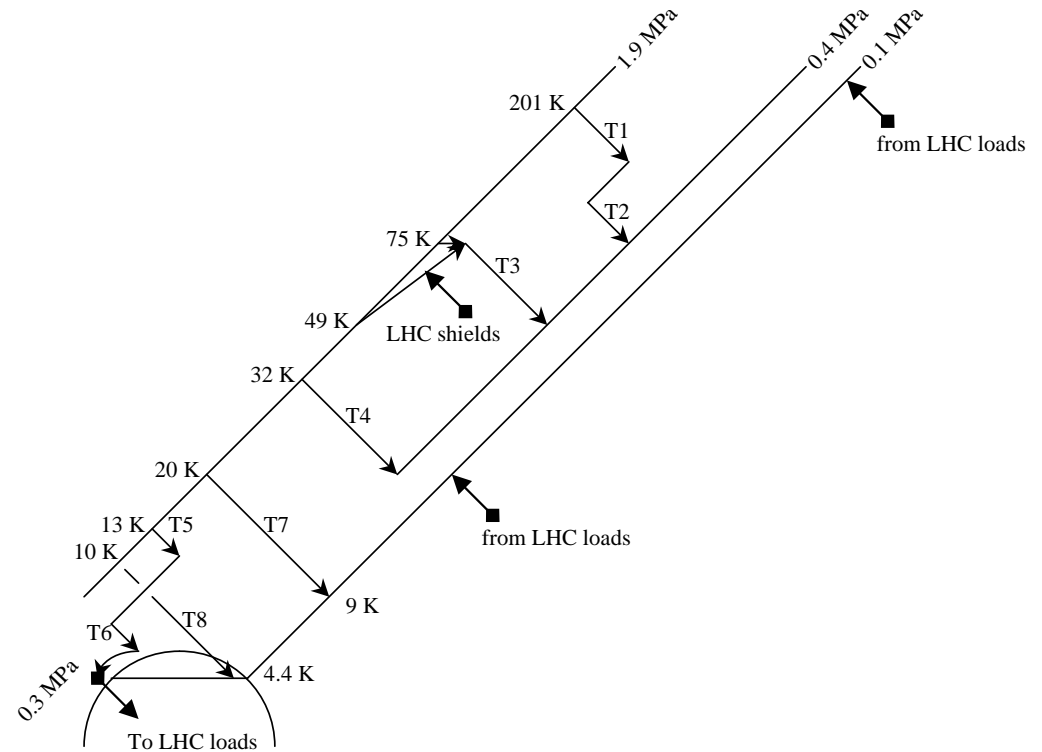 1.9 MPa
0.4 MPa
0.1 MPa
201 K
T1
from LHC loads
T2
75 K
T3
49 K
LHC shields
32 K
T4
20 K
13 K
T5
T7
from LHC loads
10 K
9 K
T6
T8
4.4 K
0.3 MPa
To LHC loads